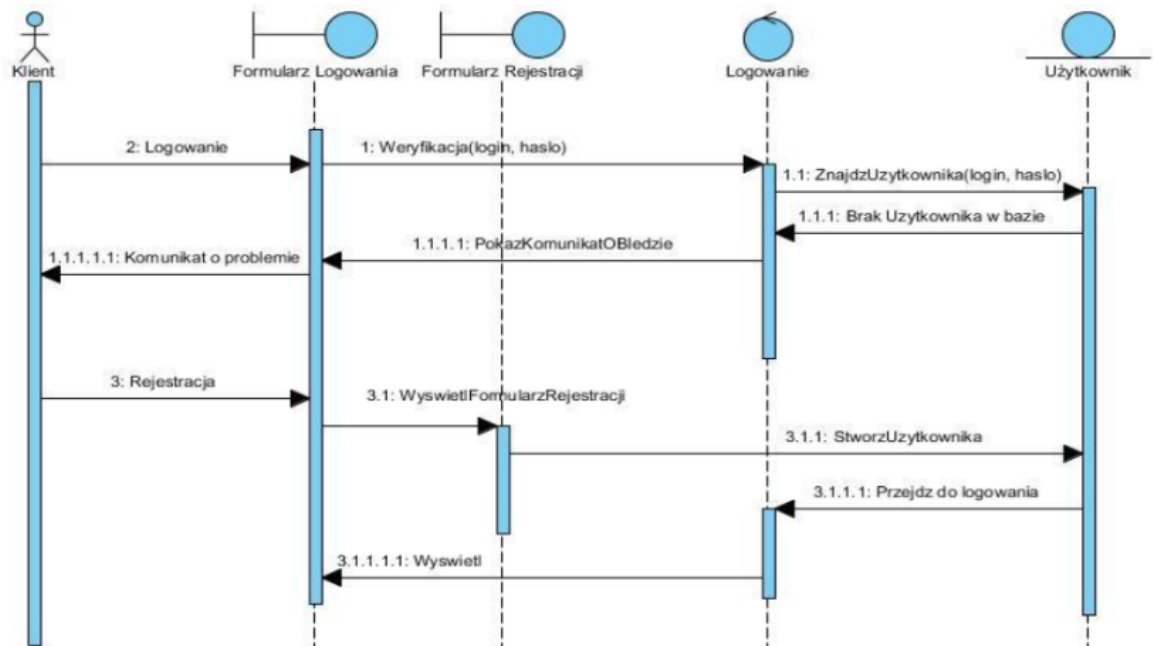 Klient
Formularz Logowania
Formularz Rejestracji
Logowanie
Użytkownik
2: Logowanie
1: Weryfikacja(login, haslo)
1.1: ZnajdzUzytkownika(login, haslo)
1.1.1: Brak Uzytkownika w bazie
1.1.1.1: PokazKomunikatOBledzie
1.1.1.1.1: Komunikat o problemie
3: Rejestracja
3.1: WyswietlFormularzRejestracji
3.1.1: StworzUzytkownika
3.1.1.1: Przejdz do logowania
3.1.1.1.1: Wyswietl